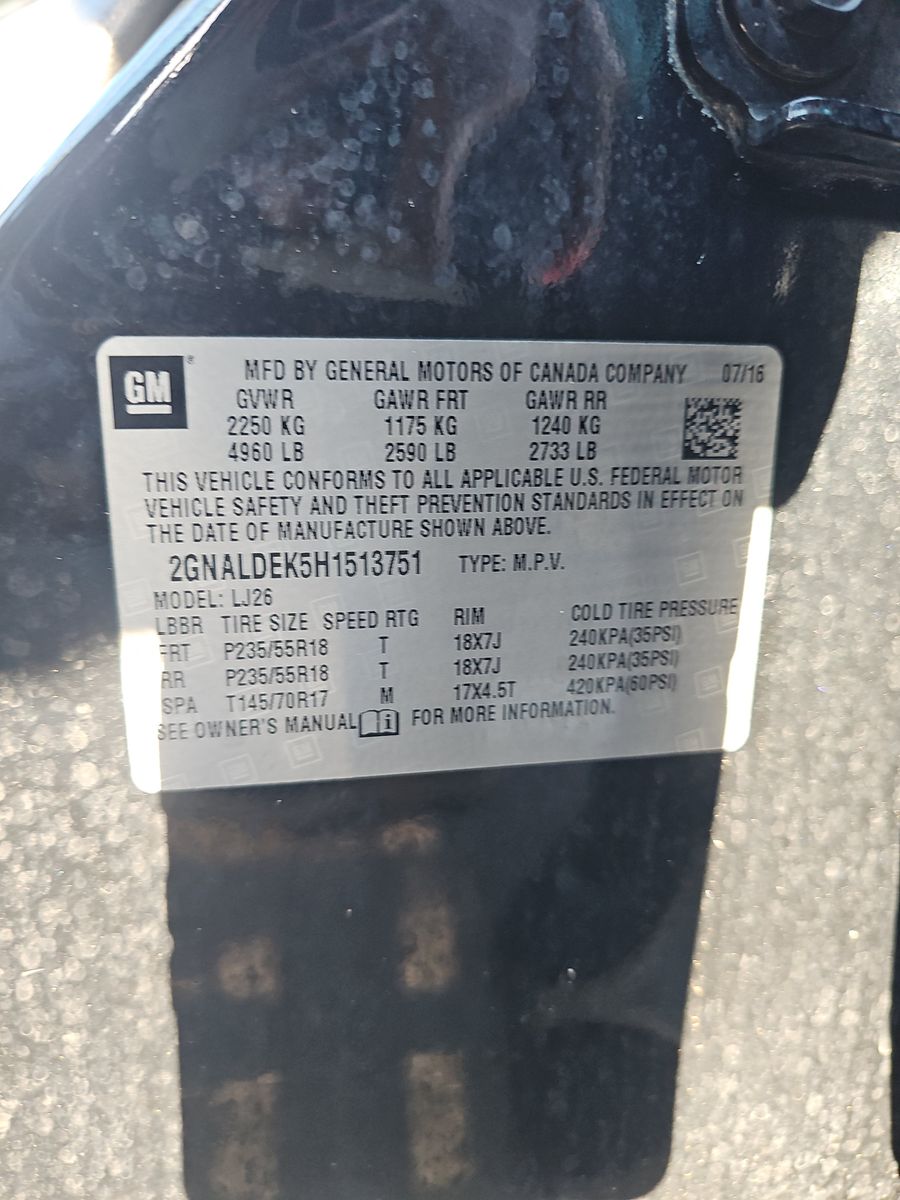 GM
MFD BY GENERAL MOTORS OF CANADA COMPANY 07/16
GVWR GAWR FRT GAWR RR
2250 KG 1175 KG 1240 KG
4960 LB 2590 LB 2733 LB
THIS VEHICLE CONFORMS TO ALL APPLICABLE U.S. FEDERAL MOTOR
VEHICLE SAFETY AND THEFT PREVENTION STANDARDS IN EFFECT ON
THE DATE OF MANUFACTURE SHOWN ABOVE.
2GNALDEK5H1513751 TYPE: M.P.V.
MODEL: LJ26
LBBR TIRE SIZE SPEED RTG RIM COLD TIRE PRESSURE
FRT P235/55R18 T 18X7J 240KPA(35PSI)
RR P235/55R18 T 18X7J 240KPA(35PSI)
SPA T145/70R17 M 17X4.5T 420KPA(60PSI)
SEE OWNER'S MANUAL i FOR MORE INFORMATION.